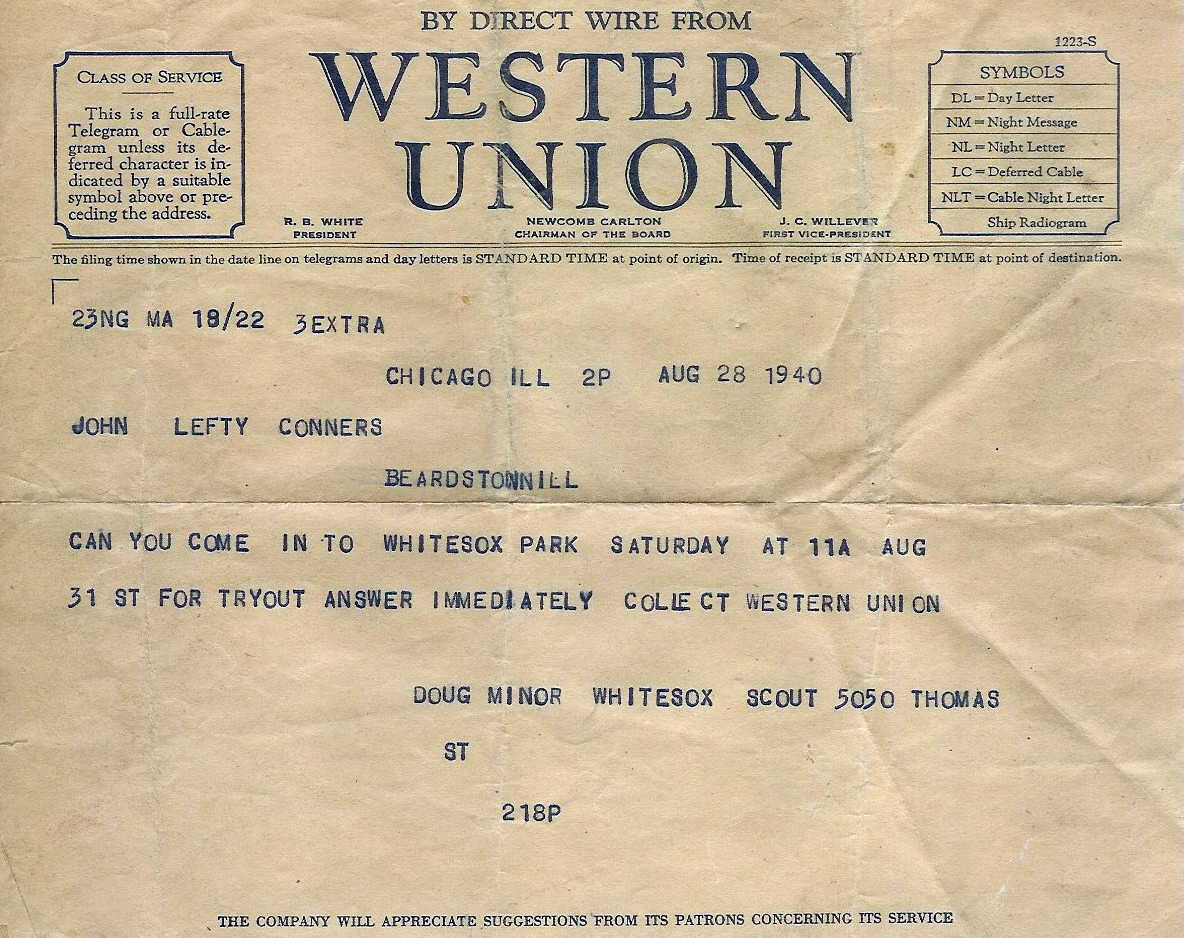 BY DIRECT WIRE FROM
1223-S
WESTERN
UNION
CLASS OF SERVICE
This is a full-rate
Telegram or Cable-
gram unless its de-
ferred character is in-
dicated by a suitable
symbol above or pre-
ceding the address.
SYMBOLS
DL = Day Letter
NM = Night Message
NL = Night Letter
LC = Deferred Cable
NLT = Cable Night Letter
Ship Radiogram
R. B. WHITE
PRESIDENT
NEWCOMB CARLTON
CHAIRMAN OF THE BOARD
J. C. WILLEVER
FIRST VICE-PRESIDENT
The filing time shown in the date line on telegrams and day letters is STANDARD TIME at point of origin. Time of receipt is STANDARD TIME at point of destination.
23NG MA 18/22 3EXTRA
CHICAGO ILL 2P AUG 28 1940
JOHN LEFTY CONNERS
BEARDSTOWNILL
CAN YOU COME IN TO WHITESOX PARK SATURDAY AT 11A AUG
31 ST FOR TRYOUT ANSWER IMMEDIATELY COLLECT WESTERN UNION
DOUG MINOR WHITESOX SCOUT 5050 THOMAS
ST
218P
THE COMPANY WILL APPRECIATE SUGGESTIONS FROM ITS PATRONS CONCERNING ITS SERVICE